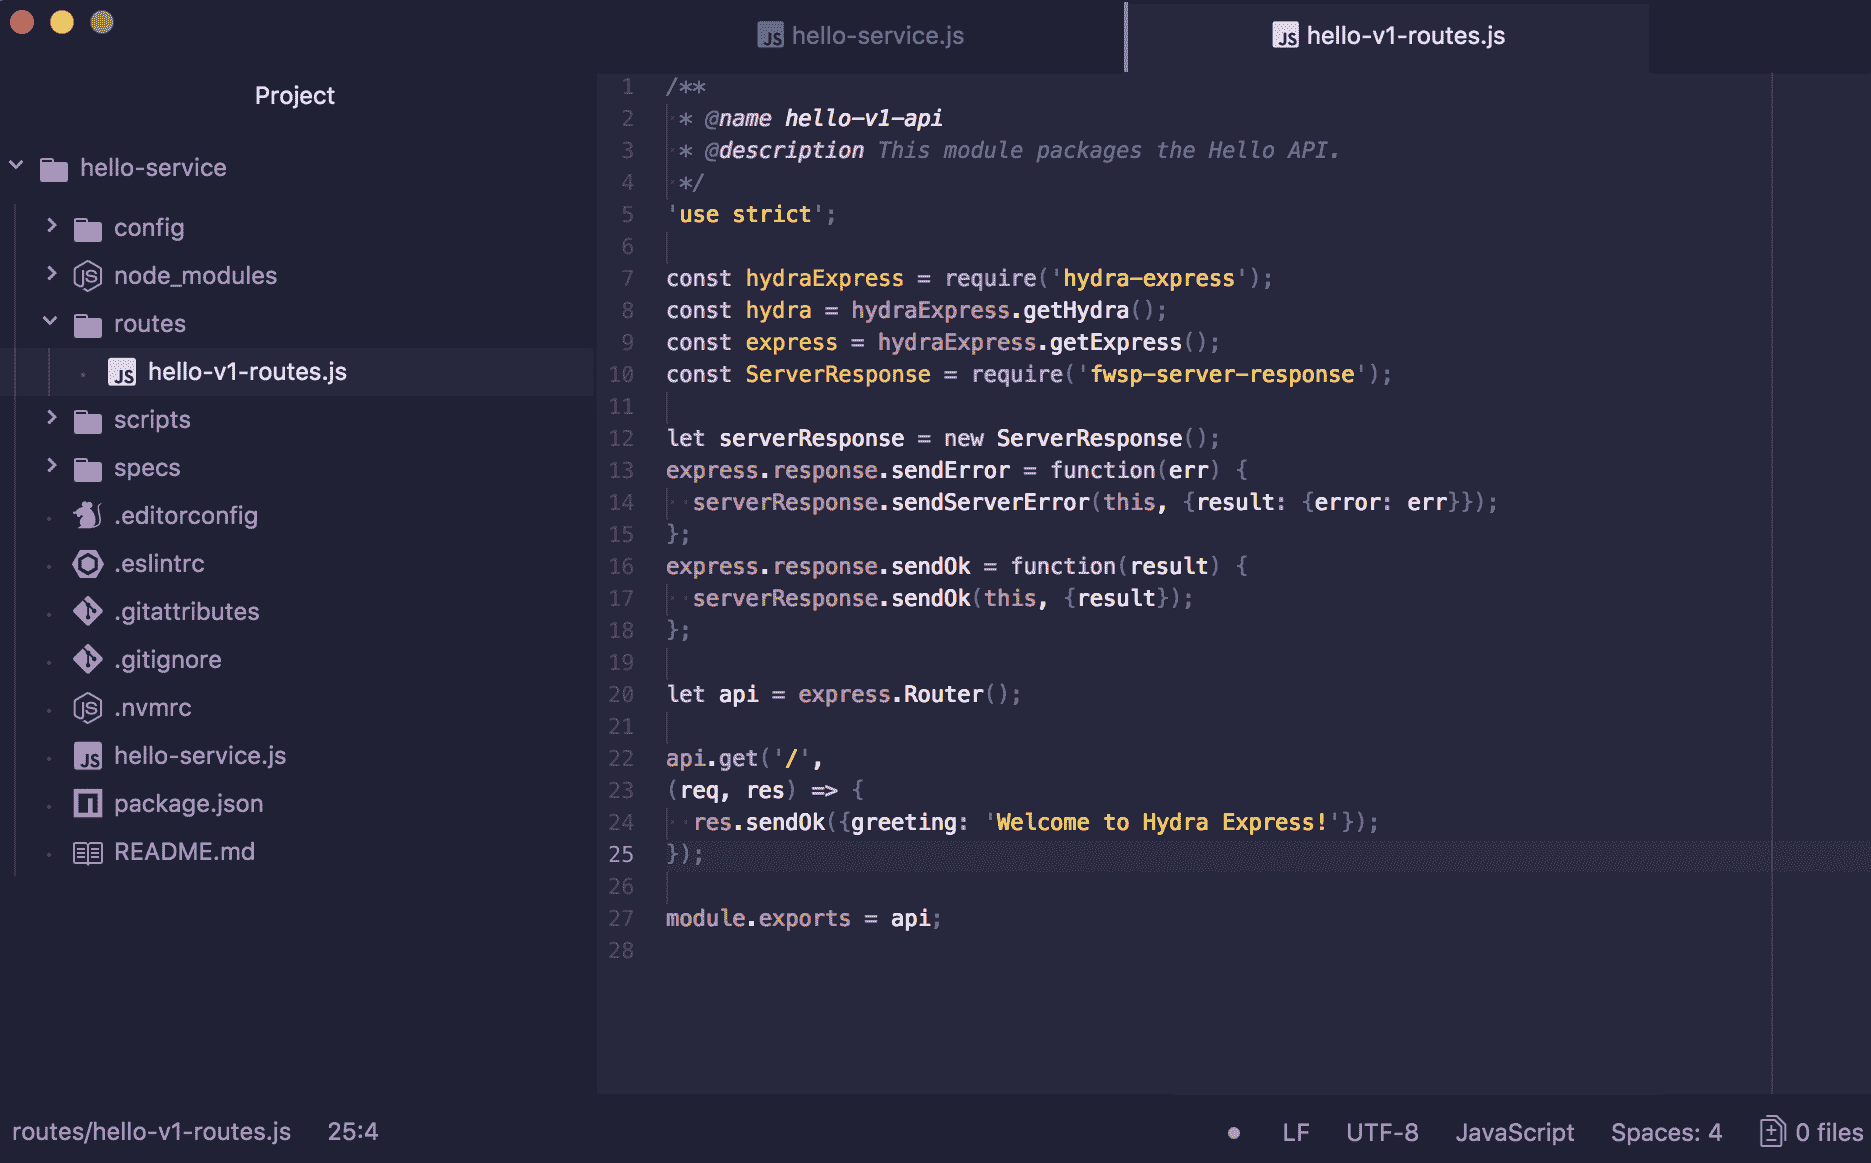 hello-service.js
hello-v1-routes.js
Project
hello-service
config
node_modules
routes
hello-v1-routes.js
scripts
specs
.editorconfig
.eslintrc
.gitattributes
.gitignore
.nvmrc
hello-service.js
package.json
README.md
1 /**
2  * @name hello-v1-api
3  * @description This module packages the Hello API.
4  */
5 'use strict';
6
7 const hydraExpress = require('hydra-express');
8 const hydra = hydraExpress.getHydra();
9 const express = hydraExpress.getExpress();
10 const ServerResponse = require('fwsp-server-response');
11
12 let serverResponse = new ServerResponse();
13 express.response.sendError = function(err) {
14   serverResponse.sendServerError(this, {result: {error: err}});
15 };
16 express.response.sendOk = function(result) {
17   serverResponse.sendOk(this, {result});
18 };
19
20 let api = express.Router();
21
22 api.get('/',
23 (req, res) => {
24   res.sendOk({greeting: 'Welcome to Hydra Express!'});
25 });
26
27 module.exports = api;
28
routes/hello-v1-routes.js 25:4 LF UTF-8 JavaScript Spaces: 4 0 files